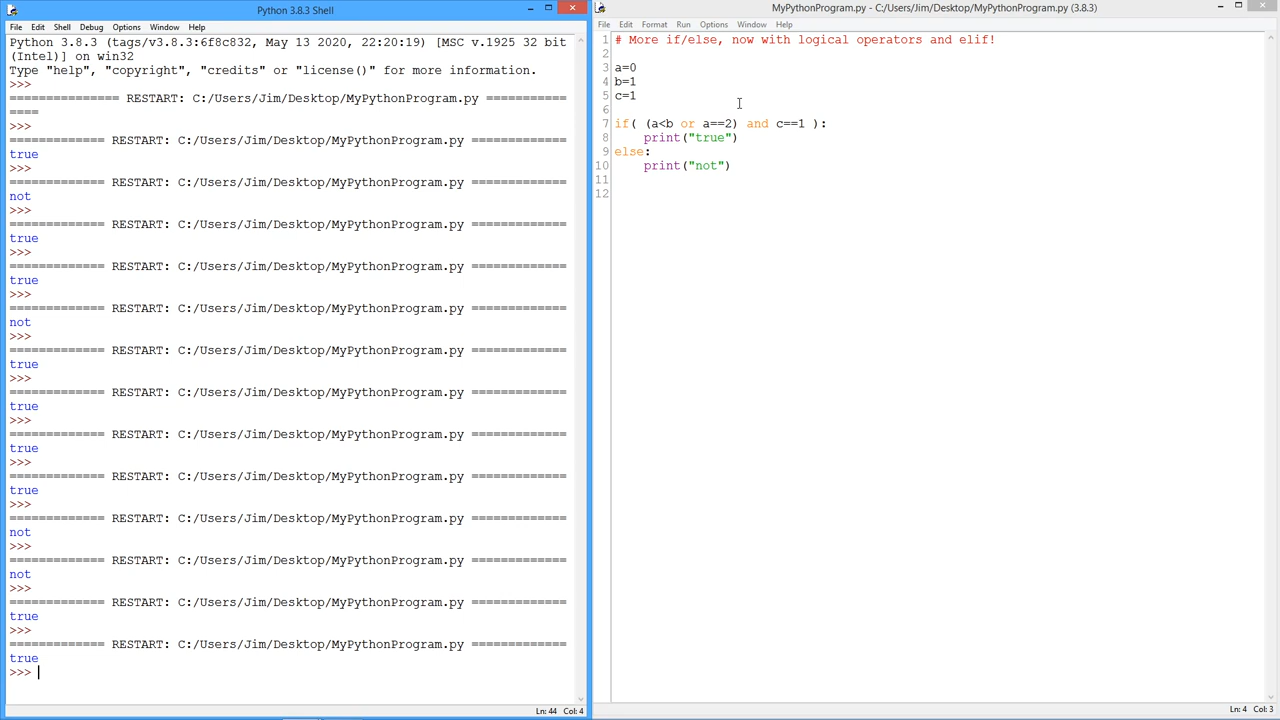 Python 3.8.3 Shell
File Edit Shell Debug Options Window Help
Python 3.8.3 (tags/v3.8.3:6f8c832, May 13 2020, 22:20:19) [MSC v.1925 32 bit
(Intel)] on win32
Type "help", "copyright", "credits" or "license()" for more information.
>>>
=============== RESTART: C:/Users/Jim/Desktop/MyPythonProgram.py ===========
====
>>>
============= RESTART: C:/Users/Jim/Desktop/MyPythonProgram.py =============
true
>>>
============= RESTART: C:/Users/Jim/Desktop/MyPythonProgram.py =============
not
>>>
============= RESTART: C:/Users/Jim/Desktop/MyPythonProgram.py =============
true
>>>
============= RESTART: C:/Users/Jim/Desktop/MyPythonProgram.py =============
true
>>>
============= RESTART: C:/Users/Jim/Desktop/MyPythonProgram.py =============
not
>>>
============= RESTART: C:/Users/Jim/Desktop/MyPythonProgram.py =============
true
>>>
============= RESTART: C:/Users/Jim/Desktop/MyPythonProgram.py =============
true
>>>
============= RESTART: C:/Users/Jim/Desktop/MyPythonProgram.py =============
true
>>>
============= RESTART: C:/Users/Jim/Desktop/MyPythonProgram.py =============
true
>>>
============= RESTART: C:/Users/Jim/Desktop/MyPythonProgram.py =============
not
>>>
============= RESTART: C:/Users/Jim/Desktop/MyPythonProgram.py =============
not
>>>
============= RESTART: C:/Users/Jim/Desktop/MyPythonProgram.py =============
true
>>>
============= RESTART: C:/Users/Jim/Desktop/MyPythonProgram.py =============
true
>>>
Ln: 44 Col: 4
MyPythonProgram.py - C:/Users/Jim/Desktop/MyPythonProgram.py (3.8.3)
File Edit Format Run Options Window Help
1 # More if/else, now with logical operators and elif!
2
3 a=0
4 b=1
5 c=1
6
7 if( (a<b or a==2) and c==1 ):
8     print("true")
9 else:
10     print("not")
11
12
Ln: 4 Col: 3